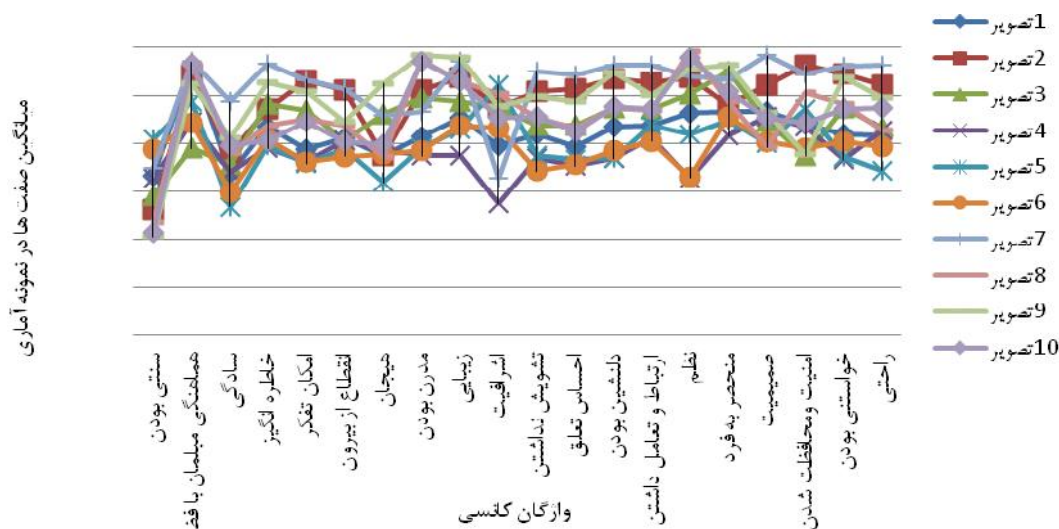 میانگین صفت ها در نمونه آماری
تصویر1
تصویر2
تصویر3
تصویر4
تصویر5
تصویر6
تصویر7
تصویر8
تصویر9
تصویر10
سنتی بودن
هماهنگی مبلمان با فض
سادگی
خاطره انگیز
امکان تفکر
انقطاع از بیرون
هیجان
مدرن بودن
زیبایی
اشرافیت
تشویش نداشتن
احساس تعلق
دلنشین بودن
ارتباط و تعامل داشتن
نظم
منحصر به فرد
صمیمیت
امنیت ومحافظت شدن
خواستنی بودن
راحتی
واژگان کانسی